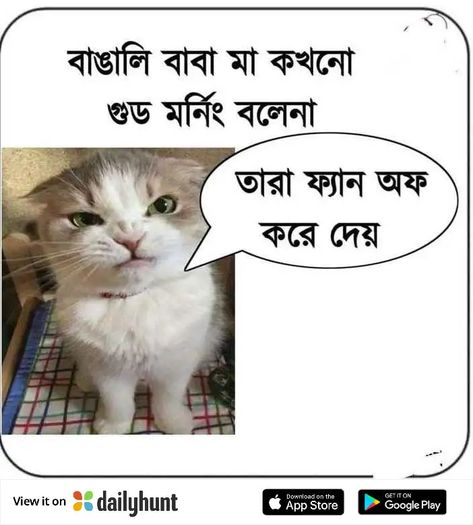 বাঙালি বাবা মা কখনো
গুড মর্নিং বলেনা
তারা ফ্যান অফ
করে দেয়
View it on dailyhunt
Download on the
App Store
GET IT ON
Google Play